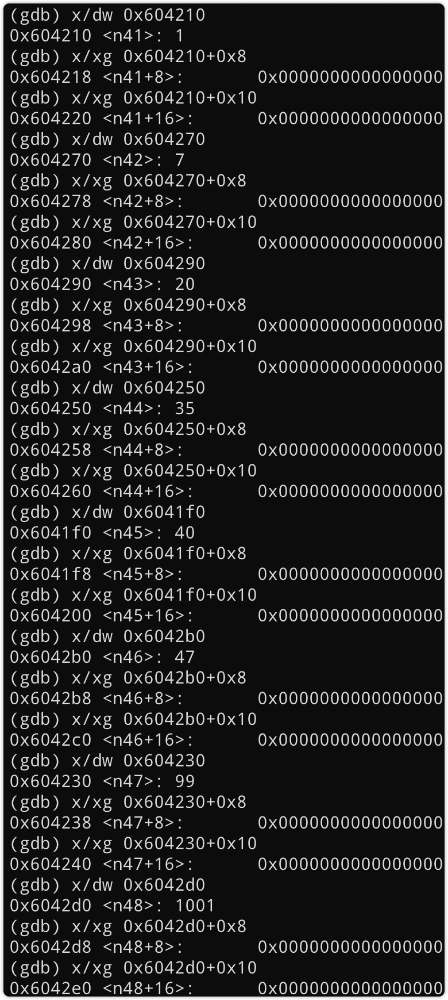 (gdb) x/dw 0x604210
0x604210 <n41>: 1
(gdb) x/xg 0x604210+0x8
0x604218 <n41+8>:       0x0000000000000000
(gdb) x/xg 0x604210+0x10
0x604220 <n41+16>:      0x0000000000000000
(gdb) x/dw 0x604270
0x604270 <n42>: 7
(gdb) x/xg 0x604270+0x8
0x604278 <n42+8>:       0x0000000000000000
(gdb) x/xg 0x604270+0x10
0x604280 <n42+16>:      0x0000000000000000
(gdb) x/dw 0x604290
0x604290 <n43>: 20
(gdb) x/xg 0x604290+0x8
0x604298 <n43+8>:       0x0000000000000000
(gdb) x/xg 0x604290+0x10
0x6042a0 <n43+16>:      0x0000000000000000
(gdb) x/dw 0x604250
0x604250 <n44>: 35
(gdb) x/xg 0x604250+0x8
0x604258 <n44+8>:       0x0000000000000000
(gdb) x/xg 0x604250+0x10
0x604260 <n44+16>:      0x0000000000000000
(gdb) x/dw 0x6041f0
0x6041f0 <n45>: 40
(gdb) x/xg 0x6041f0+0x8
0x6041f8 <n45+8>:       0x0000000000000000
(gdb) x/xg 0x6041f0+0x10
0x604200 <n45+16>:      0x0000000000000000
(gdb) x/dw 0x6042b0
0x6042b0 <n46>: 47
(gdb) x/xg 0x6042b0+0x8
0x6042b8 <n46+8>:       0x0000000000000000
(gdb) x/xg 0x6042b0+0x10
0x6042c0 <n46+16>:      0x0000000000000000
(gdb) x/dw 0x604230
0x604230 <n47>: 99
(gdb) x/xg 0x604230+0x8
0x604238 <n47+8>:       0x0000000000000000
(gdb) x/xg 0x604230+0x10
0x604240 <n47+16>:      0x0000000000000000
(gdb) x/dw 0x6042d0
0x6042d0 <n48>: 1001
(gdb) x/xg 0x6042d0+0x8
0x6042d8 <n48+8>:       0x0000000000000000
(gdb) x/xg 0x6042d0+0x10
0x6042e0 <n48+16>:      0x0000000000000000